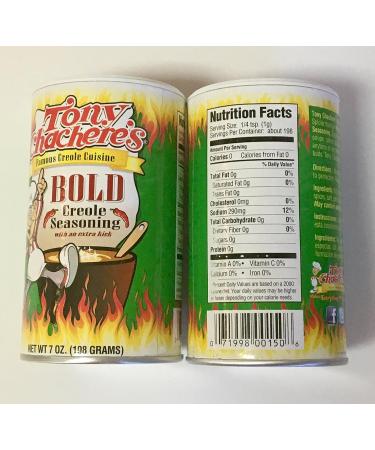 Tony
Chachere's
Famous Creole Cuisine
BOLD
Creole
Seasoning
with an extra kick
NET WT 7 OZ. (198 GRAMS)
Nutrition Facts
Serving Size: 1/4 tsp. (1g)
Servings Per Container: about 198
Amount Per Serving
Calories 0 Calories from Fat 0
% Daily Value*
Total Fat 0g 0%
Saturated Fat 0g 0%
Trans Fat 0g
Cholesterol 0mg 0%
Sodium 290mg 12%
Total Carbohydrate 0g 0%
Dietary Fiber 0g 0%
Sugars 0g
Protein 0g
Vitamin A 0% • Vitamin C 0%
Calcium 0% • Iron 0%
Percent Daily Values are based on a 2000
Your daily values may be higher
or lower depending on your calorie needs.
0 71998 00150 6
Tony